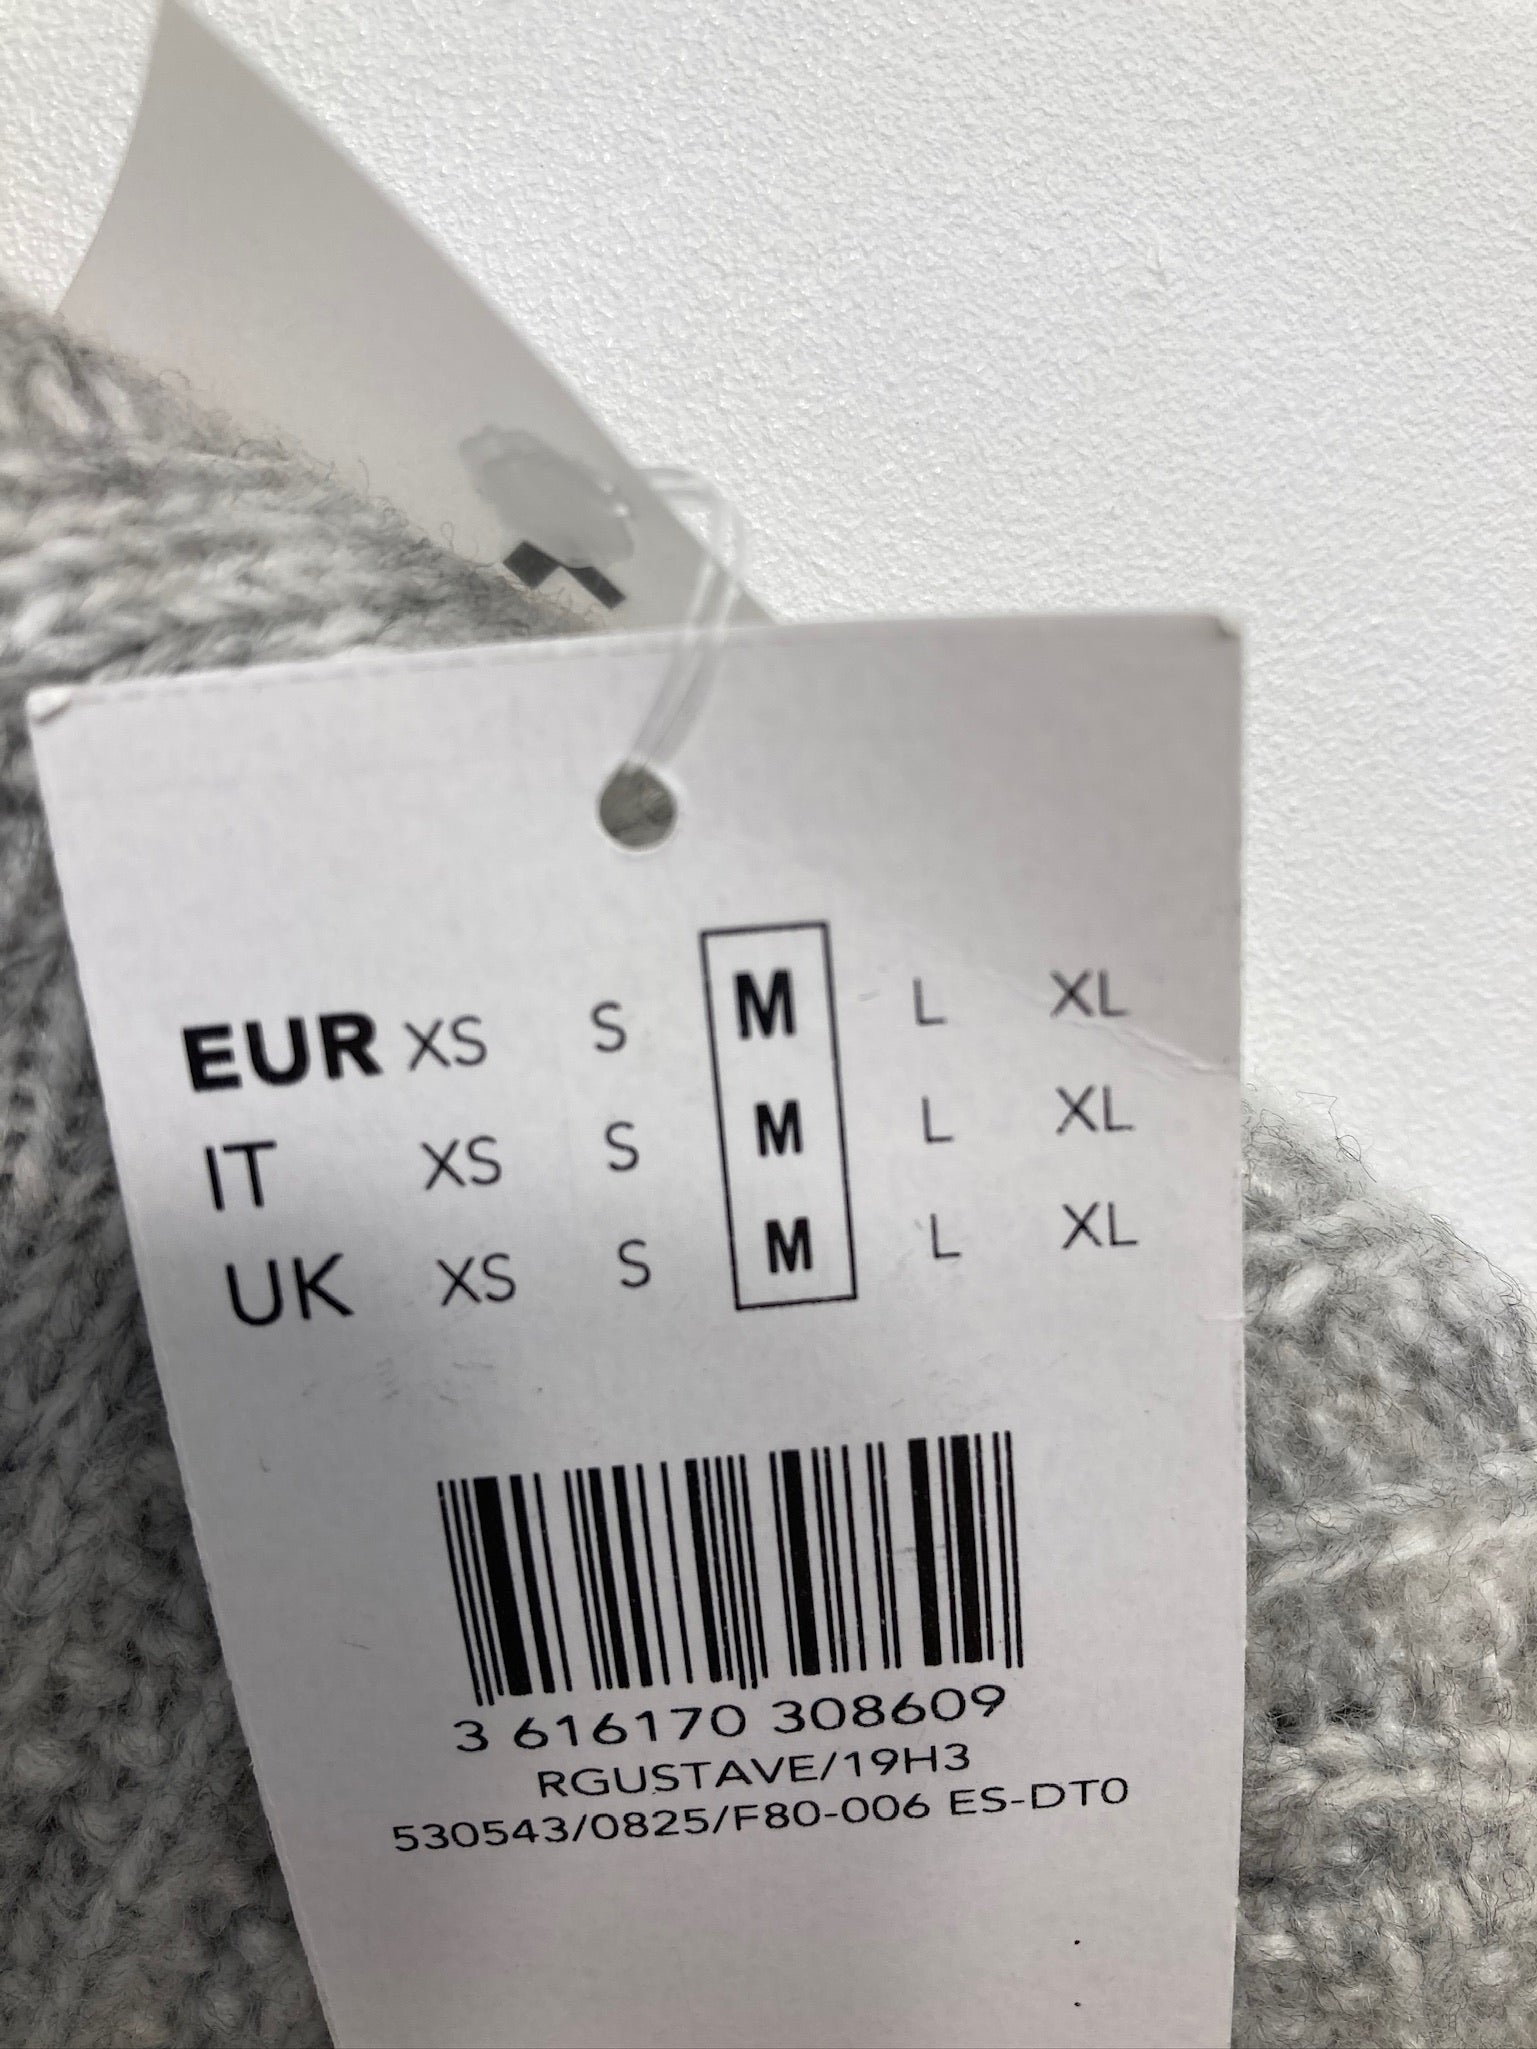 EUR XS S M L XL
IT XS S M L XL
UK XS S M L XL
3 616170 308609
RGUSTAVE/19H3
530543/0825/F80-006 ES-DT0